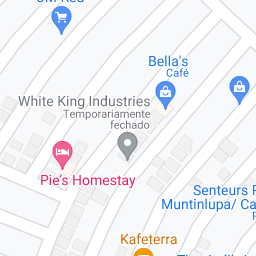 Bella's
Café
White King Industries
Temporariamente
fechado
Pie's Homestay
Senteurs
Muntinlupa/
Kafeterra